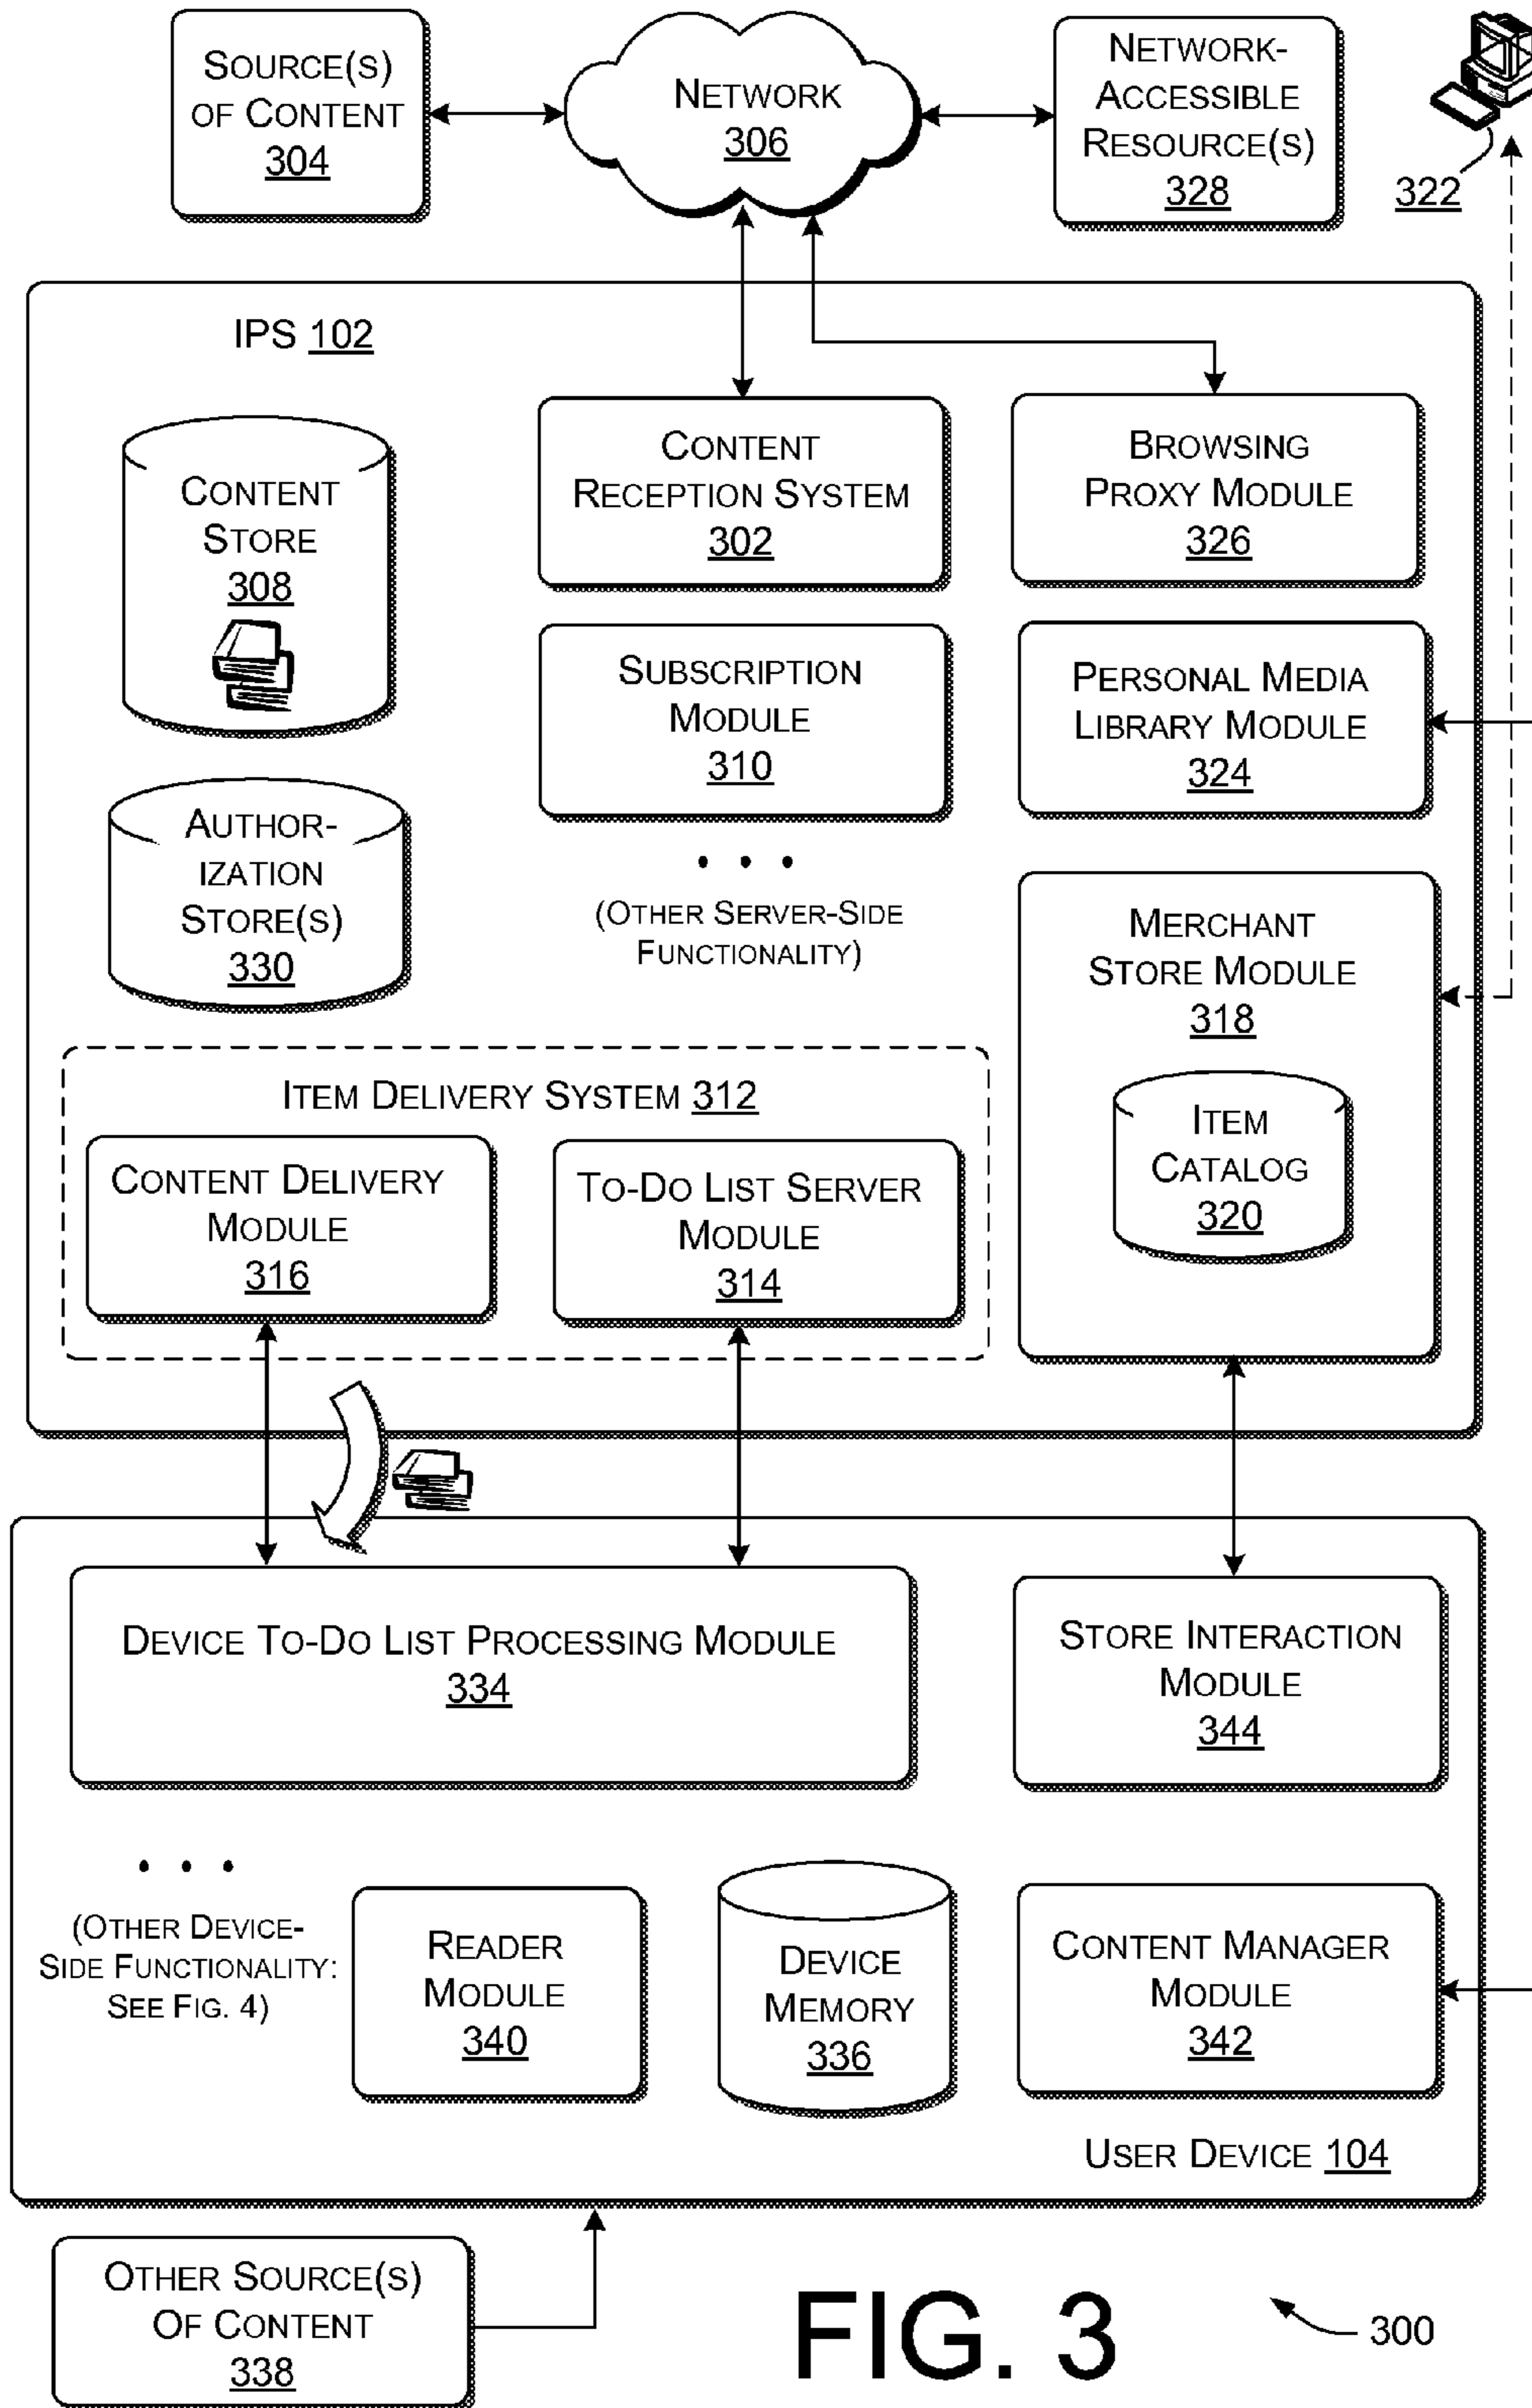 SOURCE(S)
OF CONTENT
304
NETWORK
306
NETWORK-
ACCESSIBLE
RESOURCE(S)
328
322
IPS 102
CONTENT
STORE
308
CONTENT
RECEPTION SYSTEM
302
BROWSING
PROXY MODULE
326
SUBSCRIPTION
MODULE
310
PERSONAL MEDIA
LIBRARY MODULE
324
AUTHOR-
IZATION
STORE(S)
330
• • •
(OTHER SERVER-SIDE
FUNCTIONALITY)
MERCHANT
STORE MODULE
318
ITEM
CATALOG
320
ITEM DELIVERY SYSTEM 312
CONTENT DELIVERY
MODULE
316
TO-DO LIST SERVER
MODULE
314
DEVICE TO-DO LIST PROCESSING MODULE
334
STORE INTERACTION
MODULE
344
• • •
(OTHER DEVICE-
SIDE FUNCTIONALITY:
SEE FIG. 4)
READER
MODULE
340
DEVICE
MEMORY
336
CONTENT MANAGER
MODULE
342
USER DEVICE 104
OTHER SOURCE(S)
OF CONTENT
338
FIG. 3
300